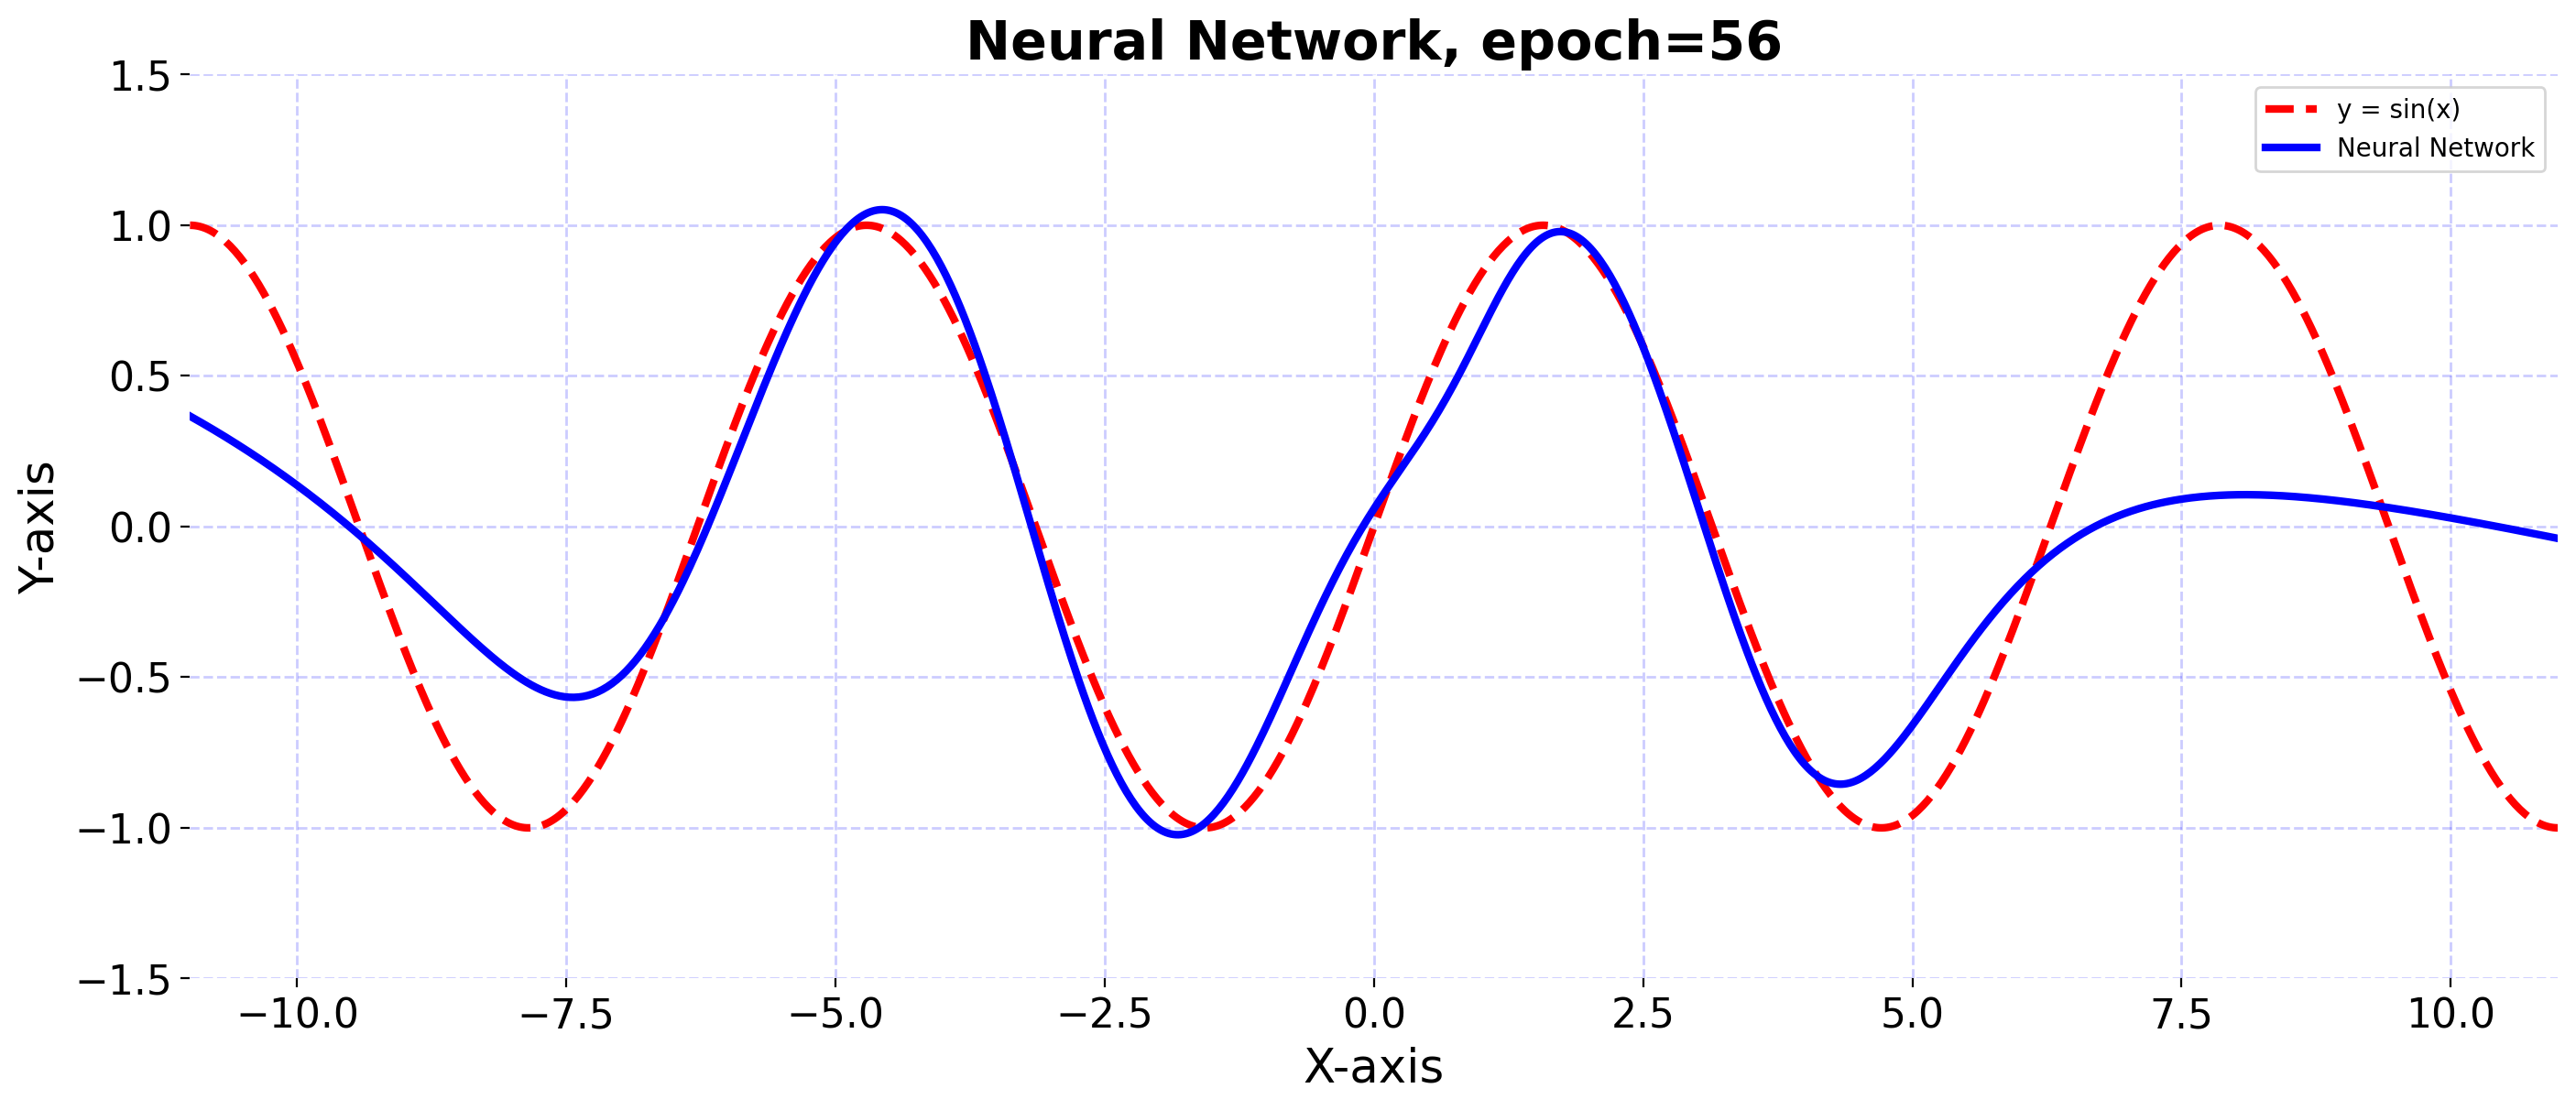 Neural Network, epoch=56
1.5
1.0
0.5
0.0
−0.5
−1.0
−1.5
Y-axis
y = sin(x)
Neural Network
−10.0 −7.5 −5.0 −2.5 0.0 2.5 5.0 7.5 10.0
X-axis